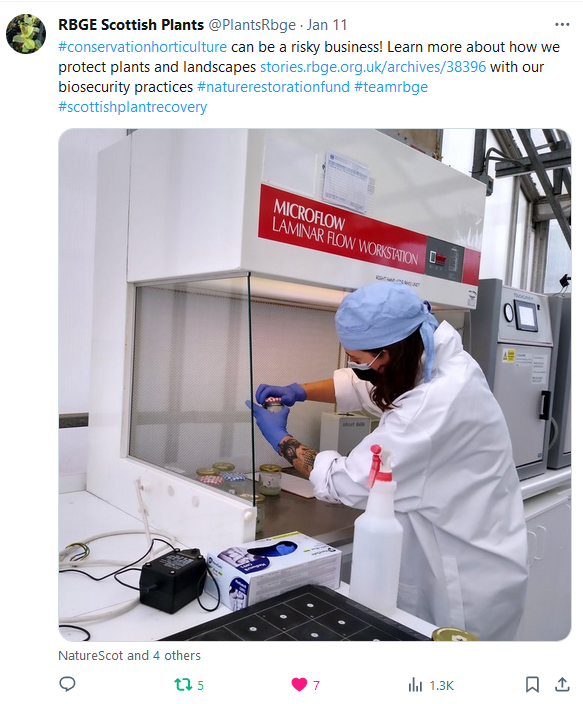 RBGE Scottish Plants @PlantsRbge · Jan 11
#conservationhorticulture can be a risky business! Learn more about how we
protect plants and landscapes stories.rbge.org.uk/archives/38396 with our
biosecurity practices #naturerestorationfund #teamrbge
#scottishplantrecovery
MICROFLOW
LAMINAR FLOW WORKSTATION
NatureScot and 4 others
5
7
1.3K